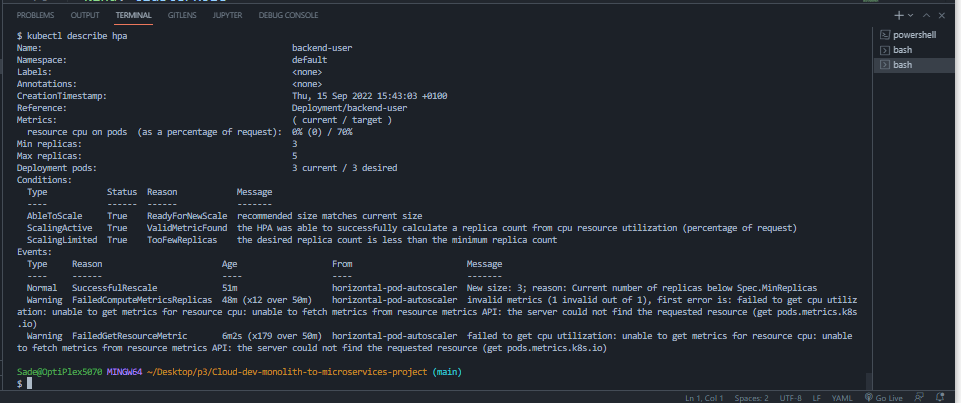 PROBLEMS OUTPUT TERMINAL GITLENS JUPYTER DEBUG CONSOLE
powershell
bash
bash
$ kubectl describe hpa
Name: backend-user
Namespace: default
Labels: <none>
Annotations: <none>
CreationTimestamp: Thu, 15 Sep 2022 15:43:03 +0100
Reference: Deployment/backend-user
Metrics: ( current / target )
resource cpu on pods (as a percentage of request): 0% (0) / 70%
Min replicas: 3
Max replicas: 5
Deployment pods: 3 current / 3 desired
Conditions:
Type Status Reason Message
---- ------ ------ -------
AbleToScale True ReadyForNewScale recommended size matches current size
ScalingActive True ValidMetricFound the HPA was able to successfully calculate a replica count from cpu resource utilization (percentage of request)
ScalingLimited True TooFewReplicas the desired replica count is less than the minimum replica count
Events:
Type Reason Age From Message
---- ------ ---- ---- -------
Normal SuccessfulRescale 51m horizontal-pod-autoscaler New size: 3; reason: Current number of replicas below Spec.MinReplicas
Warning FailedComputeMetricsReplicas 48m (x12 over 50m) horizontal-pod-autoscaler invalid metrics (1 invalid out of 1), first error is: failed to get cpu utiliz
ation: unable to get metrics for resource cpu: unable to fetch metrics from resource metrics API: the server could not find the requested resource (get pods.metrics.k8s
.io)
Warning FailedGetResourceMetric 6m2s (x179 over 50m) horizontal-pod-autoscaler failed to get cpu utilization: unable to get metrics for resource cpu: unable
to fetch metrics from resource metrics API: the server could not find the requested resource (get pods.metrics.k8s.io)
Sade@OptiPlex5070 MINGW64 ~/Desktop/p3/Cloud-dev-monolith-to-microservices-project (main)
$
Ln 1, Col 1 Spaces: 2 UTF-8 LF YAML Go Live